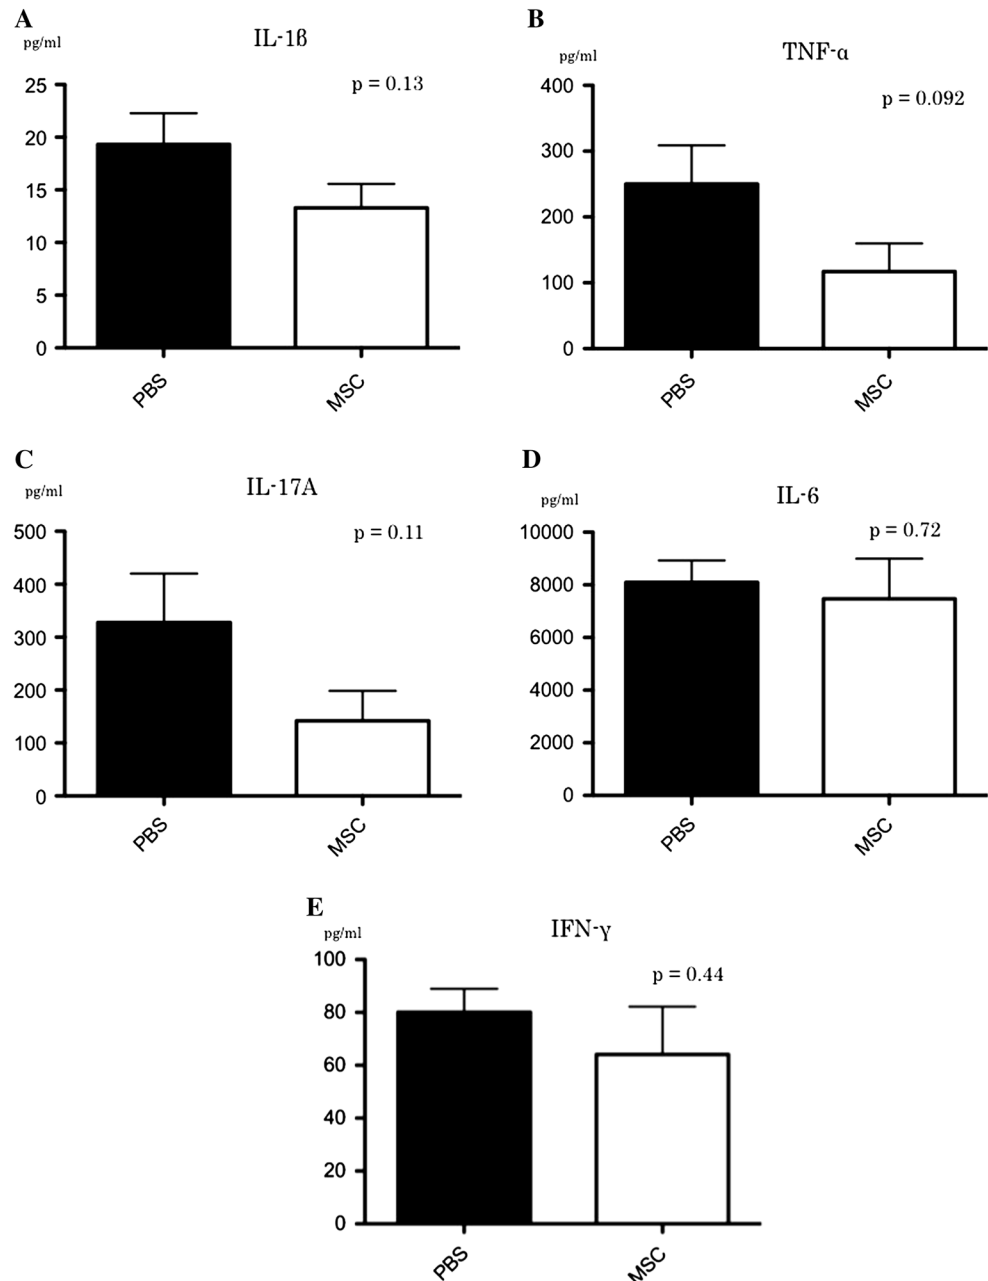 A
pg/ml
IL-1ß
p = 0.13
25
20
15
10
5
0
PBS
MSC
B
pg/ml
TNF-α
p = 0.092
400
300
200
100
0
PBS
MSC
C
pg/ml
IL-17A
p = 0.11
500
400
300
200
100
0
PBS
MSC
D
pg/ml
IL-6
p = 0.72
10000
8000
6000
4000
2000
0
PBS
MSC
E
pg/ml
IFN-γ
p = 0.44
100
80
60
40
20
0
PBS
MSC